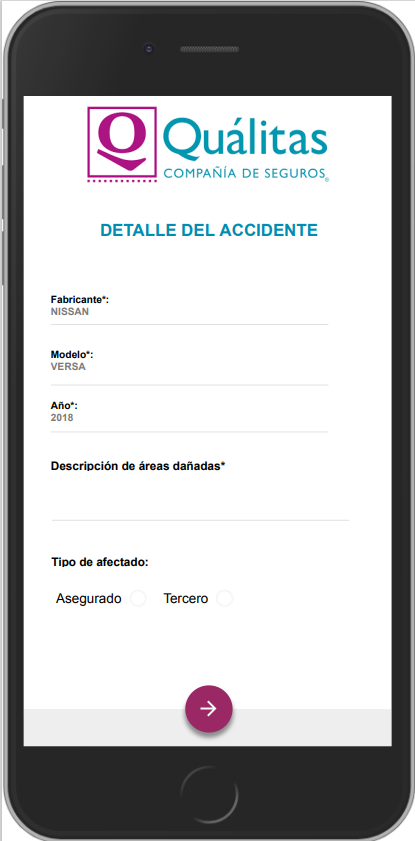 Q Quálitas
COMPAÑÍA DE SEGUROS®
DETALLE DEL ACCIDENTE
Fabricante*:
NISSAN
Modelo*:
VERSA
Año*:
2018
Descripción de áreas dañadas*
Tipo de afectado:
Asegurado Tercero